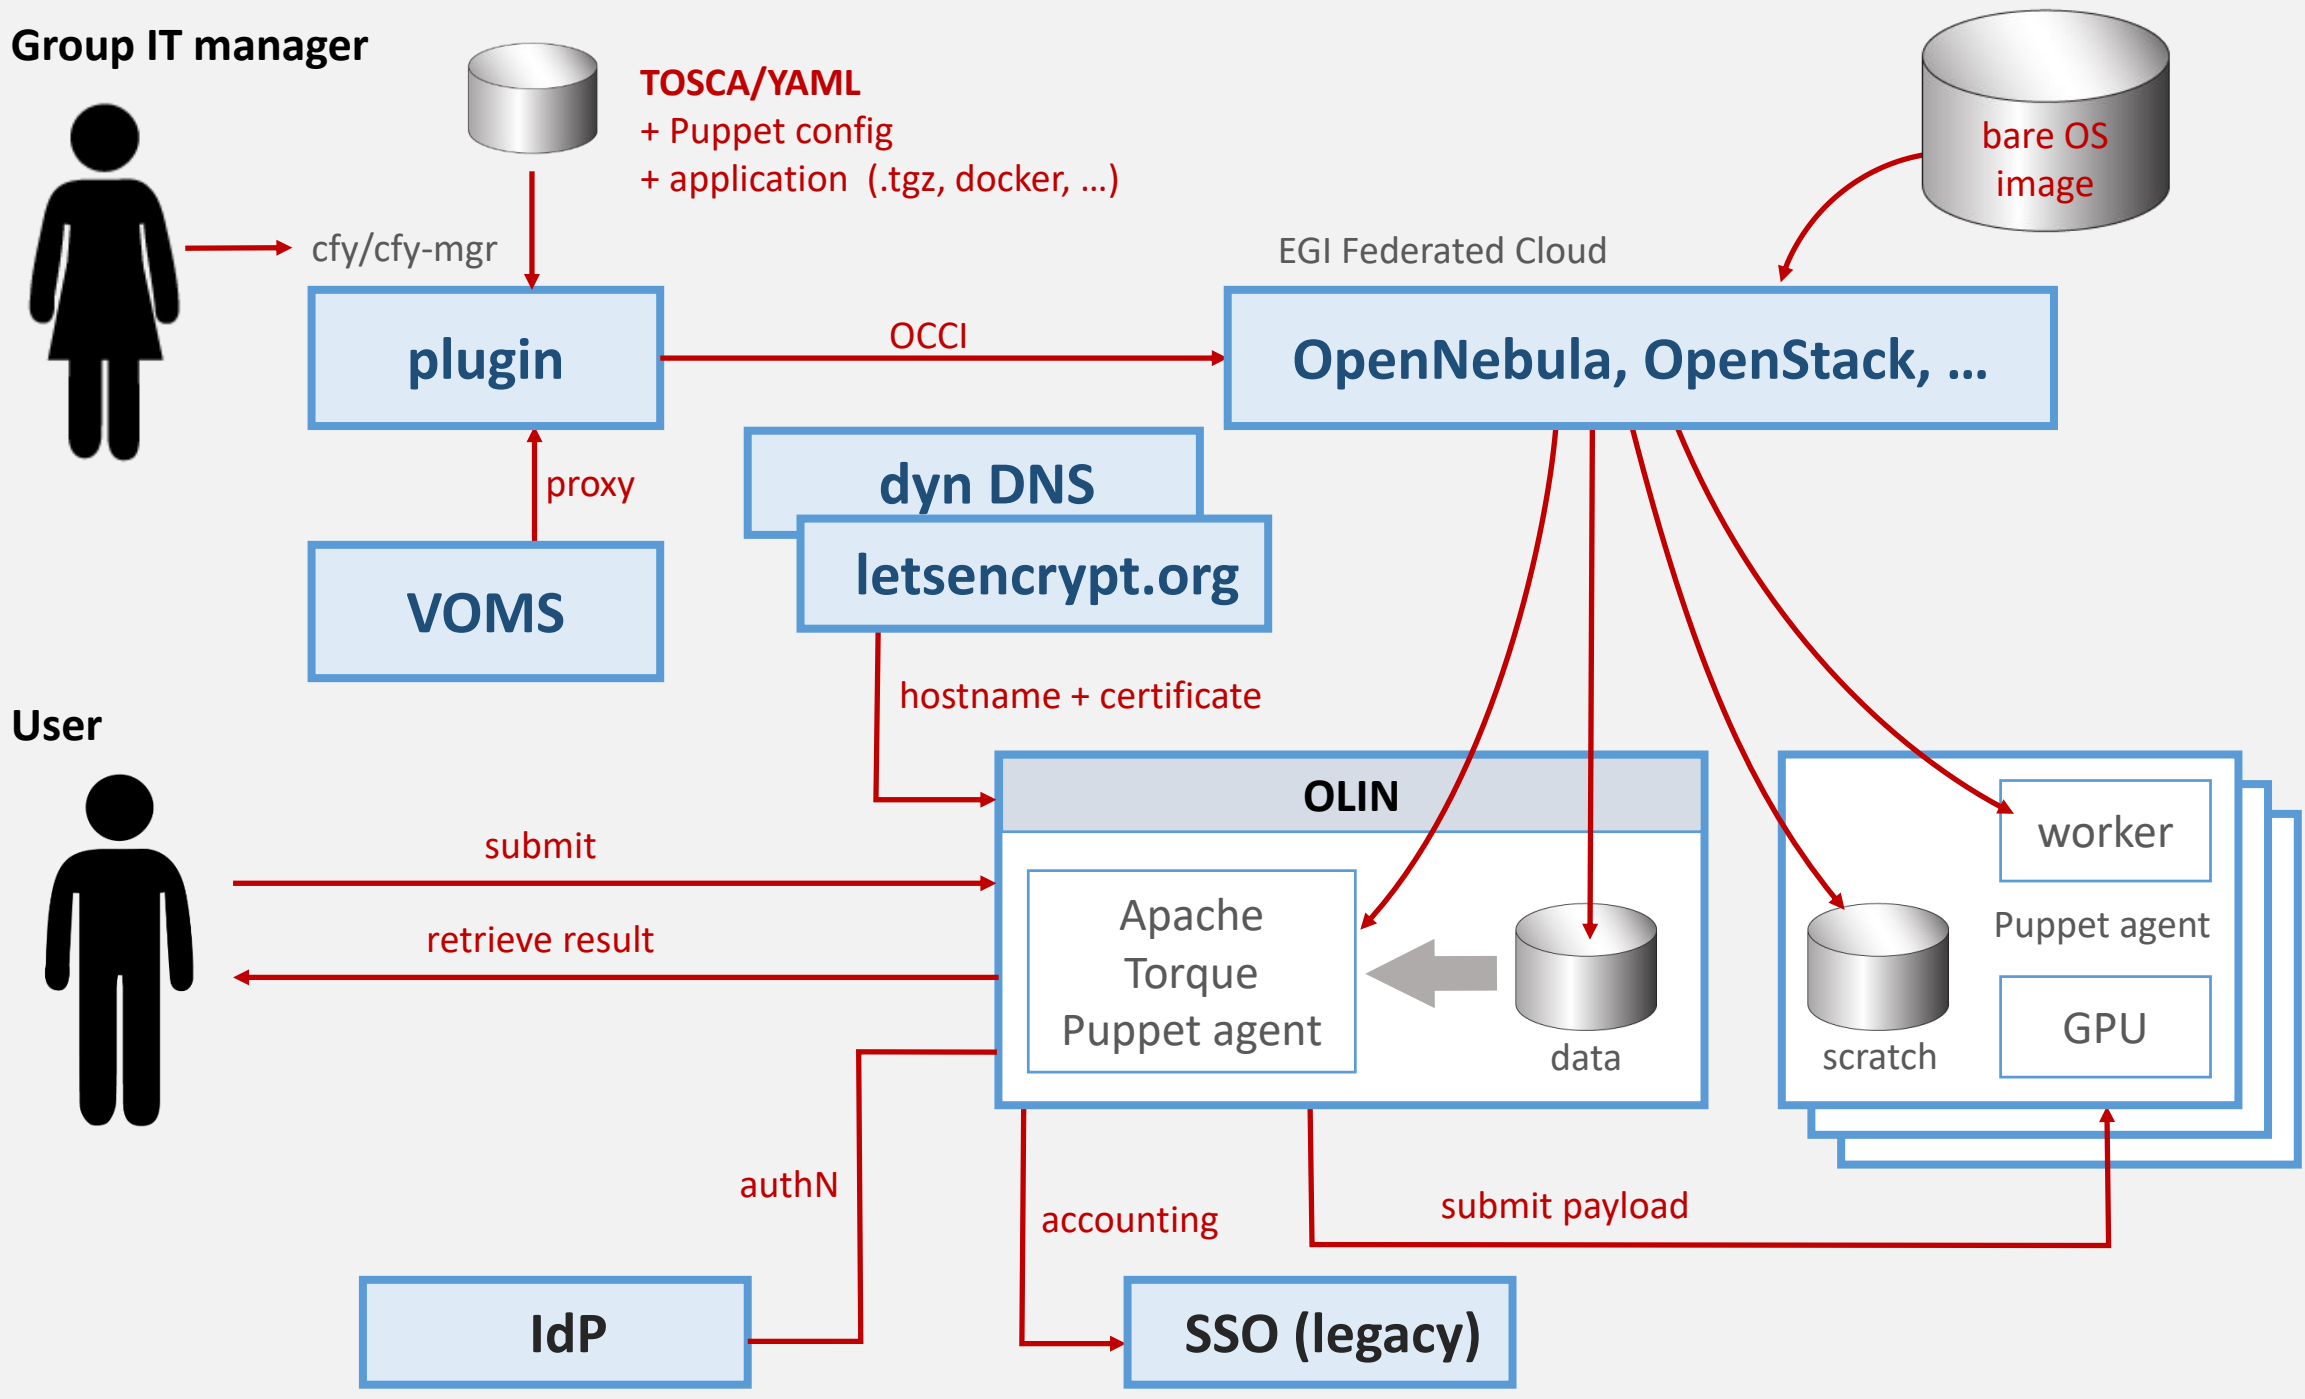 Group IT manager
TOSCA/YAML
+ Puppet config
+ application (.tgz, docker, ...)
bare OS
image
cfy/cfy-mgr
EGI Federated Cloud
plugin
OCCI
OpenNebula, OpenStack, ...
proxy
dyn DNS
letsencrypt.org
VOMS
hostname + certificate
User
OLIN
submit
worker
Apache
Torque
Puppet agent
retrieve result
Puppet agent
GPU
data
scratch
authN
accounting
submit payload
IdP
SSO (legacy)